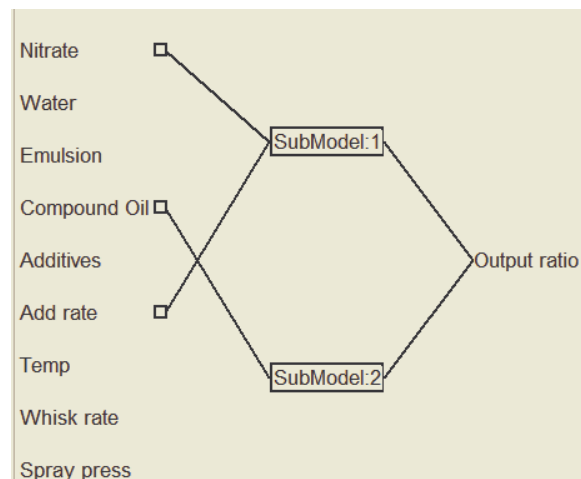 Nitrate
Water
Emulsion
Compound Oil
Additives
Add rate
Temp
Whisk rate
Spray press
SubModel:1
SubModel:2
Output ratio